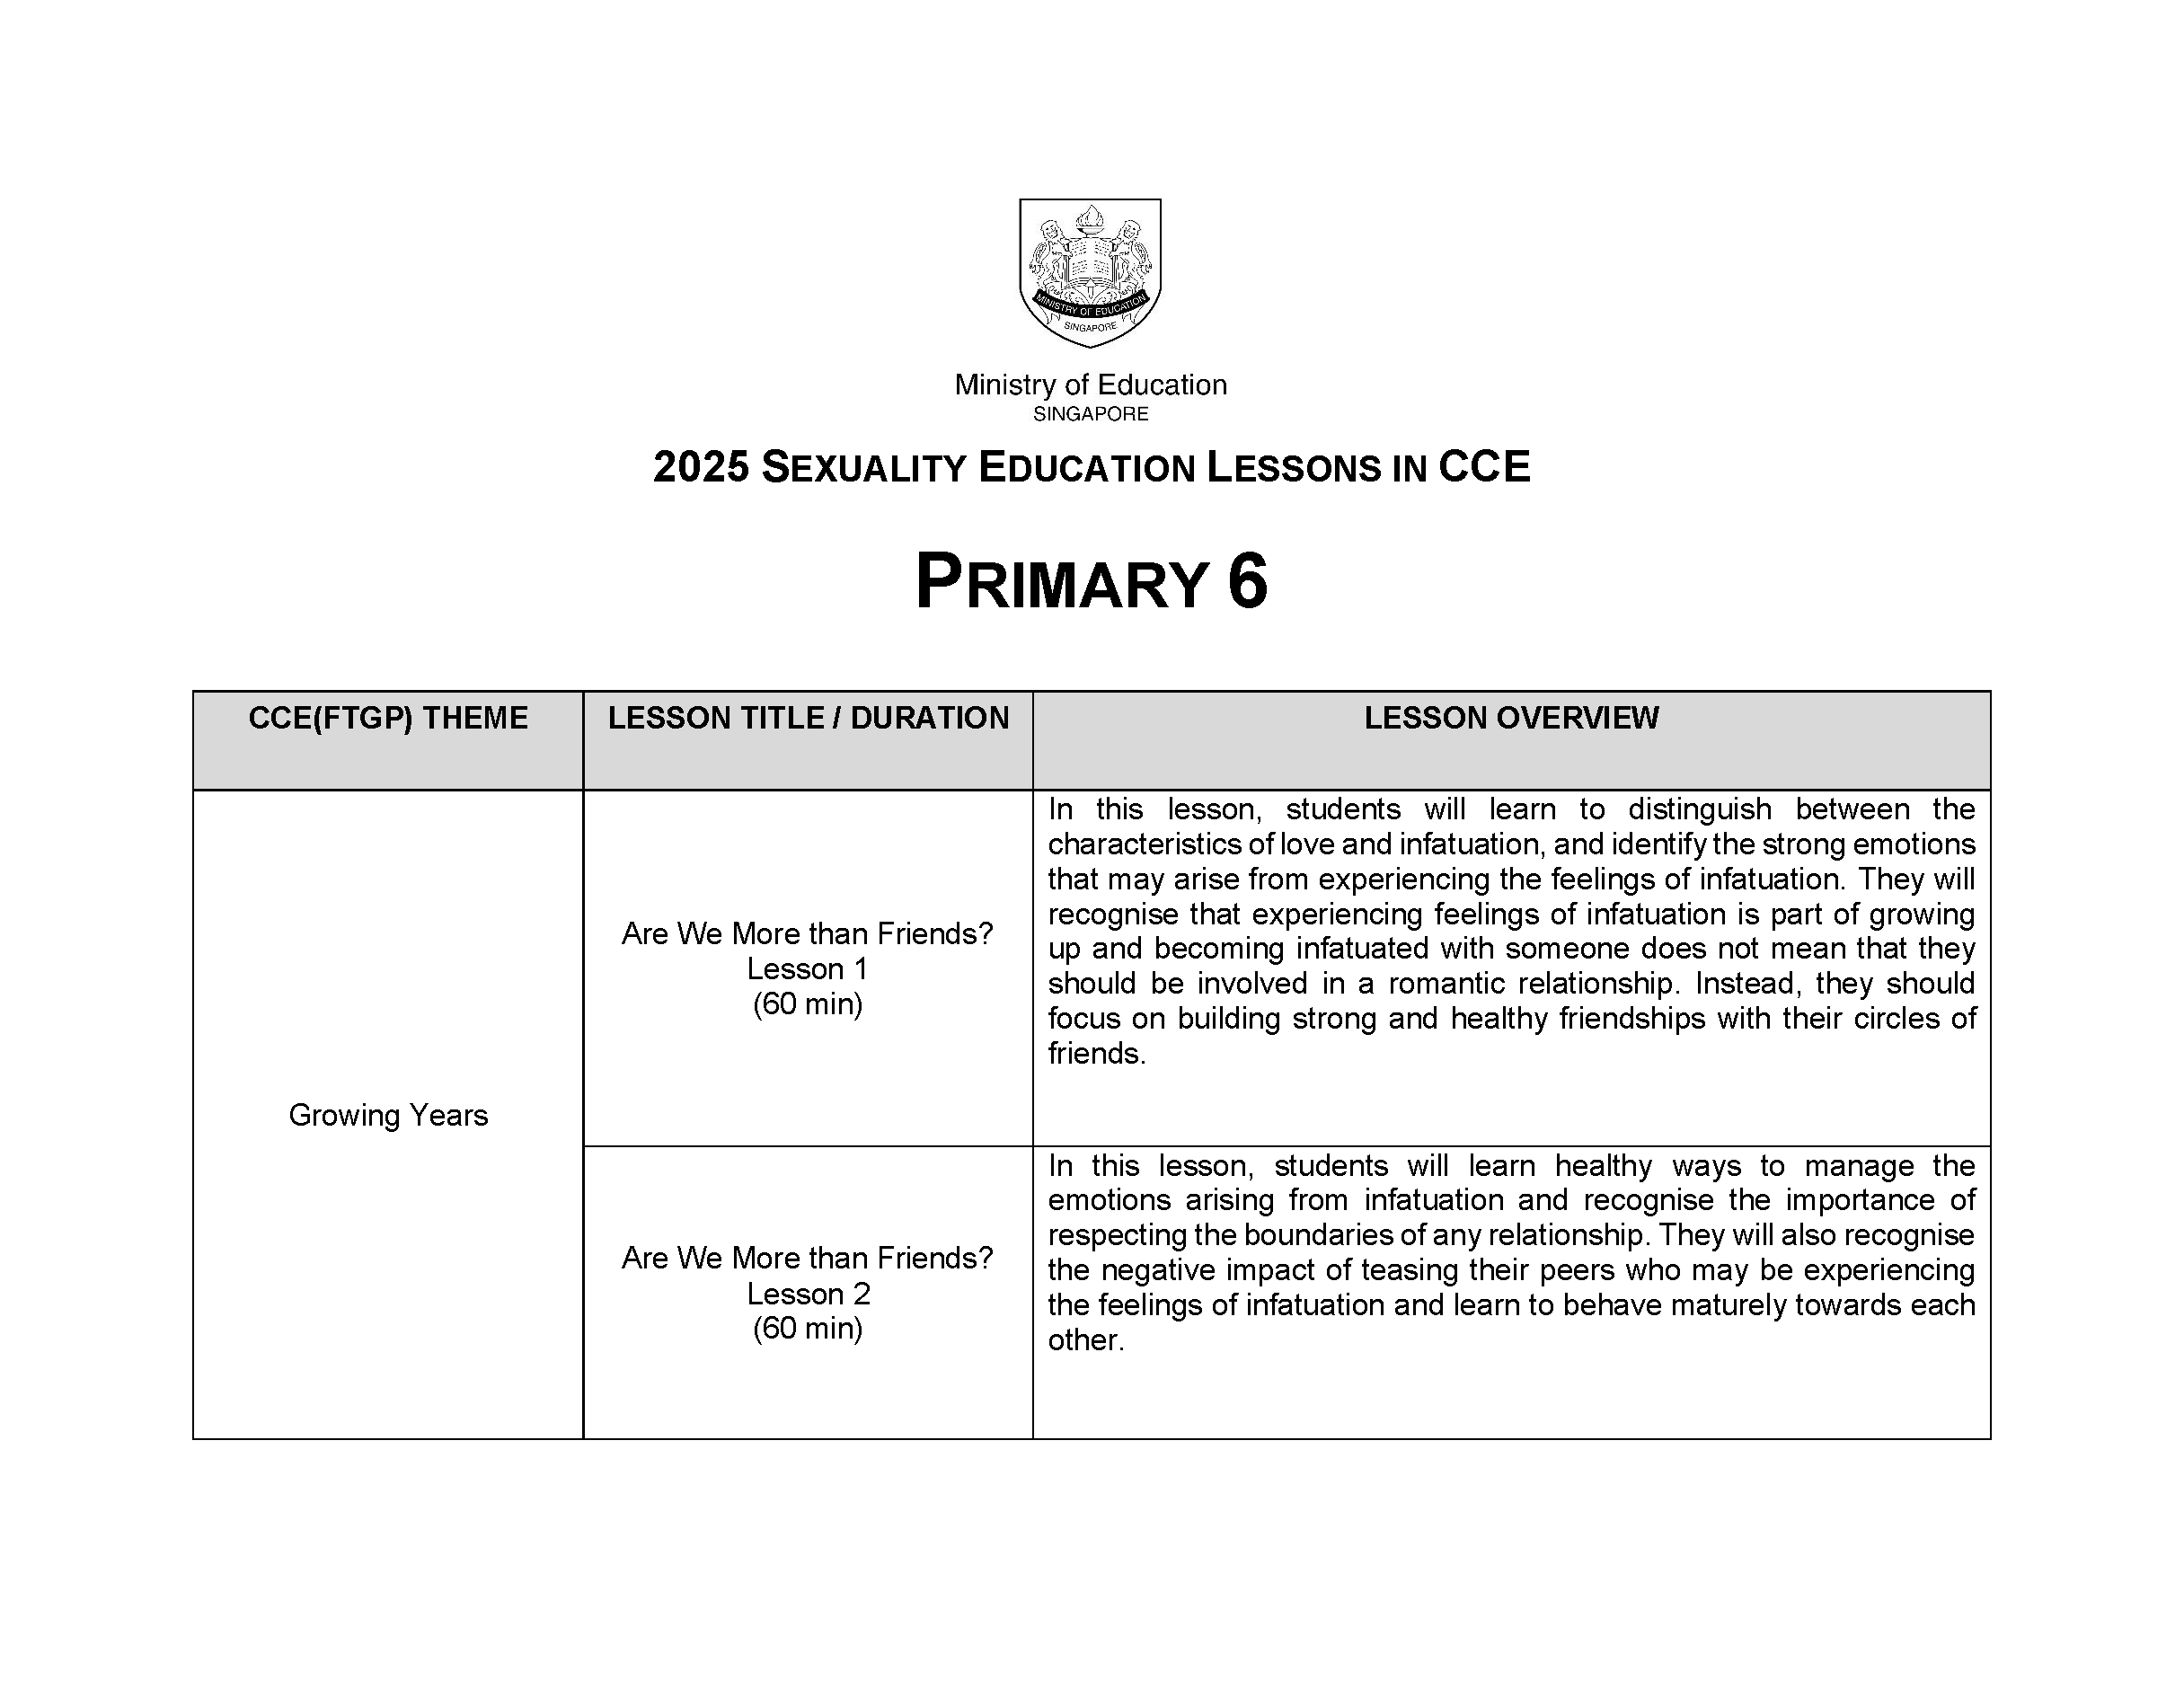 MINISTRY OF EDUCATION
SINGAPORE
Ministry of Education
SINGAPORE
2025 SEXUALITY EDUCATION LESSONS IN CCE
PRIMARY 6
CCE(FTGP) THEME
LESSON TITLE / DURATION
LESSON OVERVIEW
Growing Years
Are We More than Friends?
Lesson 1
(60 min)
In this lesson, students will learn to distinguish between the
characteristics of love and infatuation, and identify the strong emotions
that may arise from experiencing the feelings of infatuation. They will
recognise that experiencing feelings of infatuation is part of growing
up and becoming infatuated with someone does not mean that they
should be involved in a romantic relationship. Instead, they should
focus on building strong and healthy friendships with their circles of
friends.
Are We More than Friends?
Lesson 2
(60 min)
In this lesson, students will learn healthy ways to manage the
emotions arising from infatuation and recognise the importance of
respecting the boundaries of any relationship. They will also recognise
the negative impact of teasing their peers who may be experiencing
the feelings of infatuation and learn to behave maturely towards each
other.